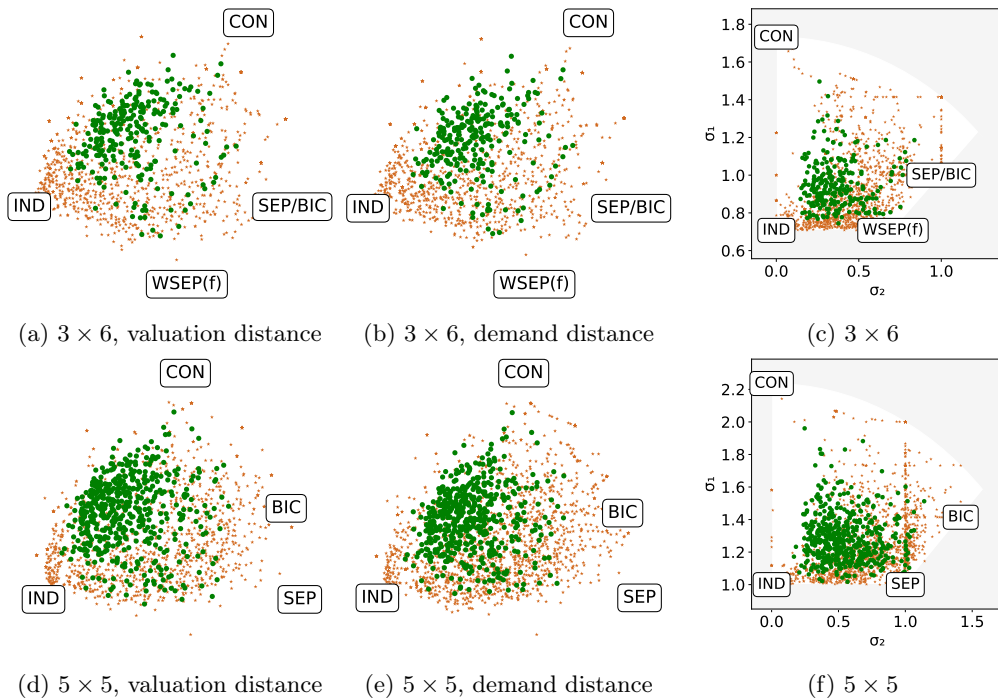 CON
IND
SEP/BIC
WSEP(f)
(a) 3 × 6, valuation distance
CON
IND
SEP/BIC
WSEP(f)
(b) 3 × 6, demand distance
1.8
1.6
1.4
1.2
1.0
0.8
0.6
σ₁
CON
SEP/BIC
IND
WSEP(f)
0.0 0.5 1.0
σ₂
(c) 3 × 6
CON
BIC
IND
SEP
(d) 5 × 5, valuation distance
CON
BIC
IND
SEP
(e) 5 × 5, demand distance
2.2
2.0
1.8
1.6
1.4
1.2
1.0
σ₁
CON
BIC
IND
SEP
0.0 0.5 1.0 1.5
σ₂
(f) 5 × 5